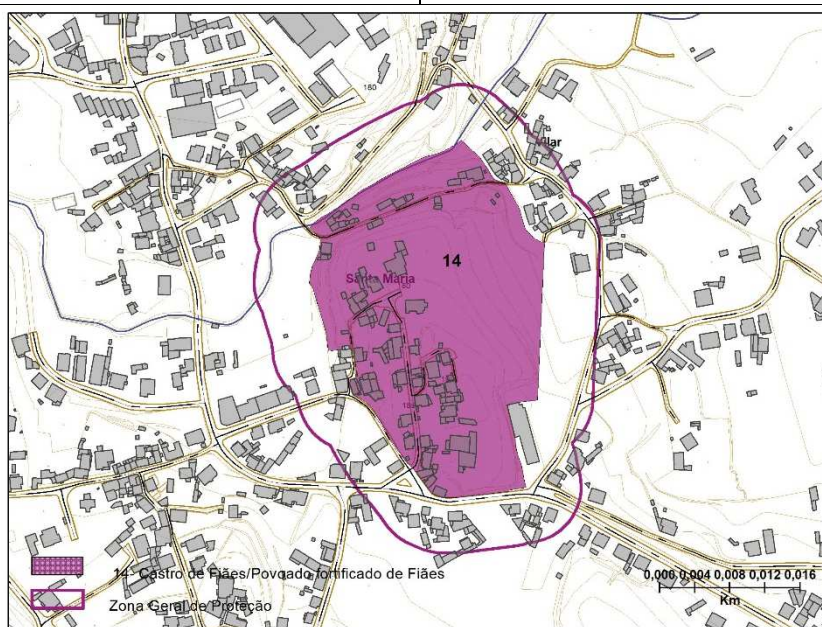 180
Vilar
14
Santa Maria
14- Castro de Fiães/Povoado fortificado de Fiães
Zona Geral de Proteção
0,000 0,004 0,008 0,012 0,016
Km